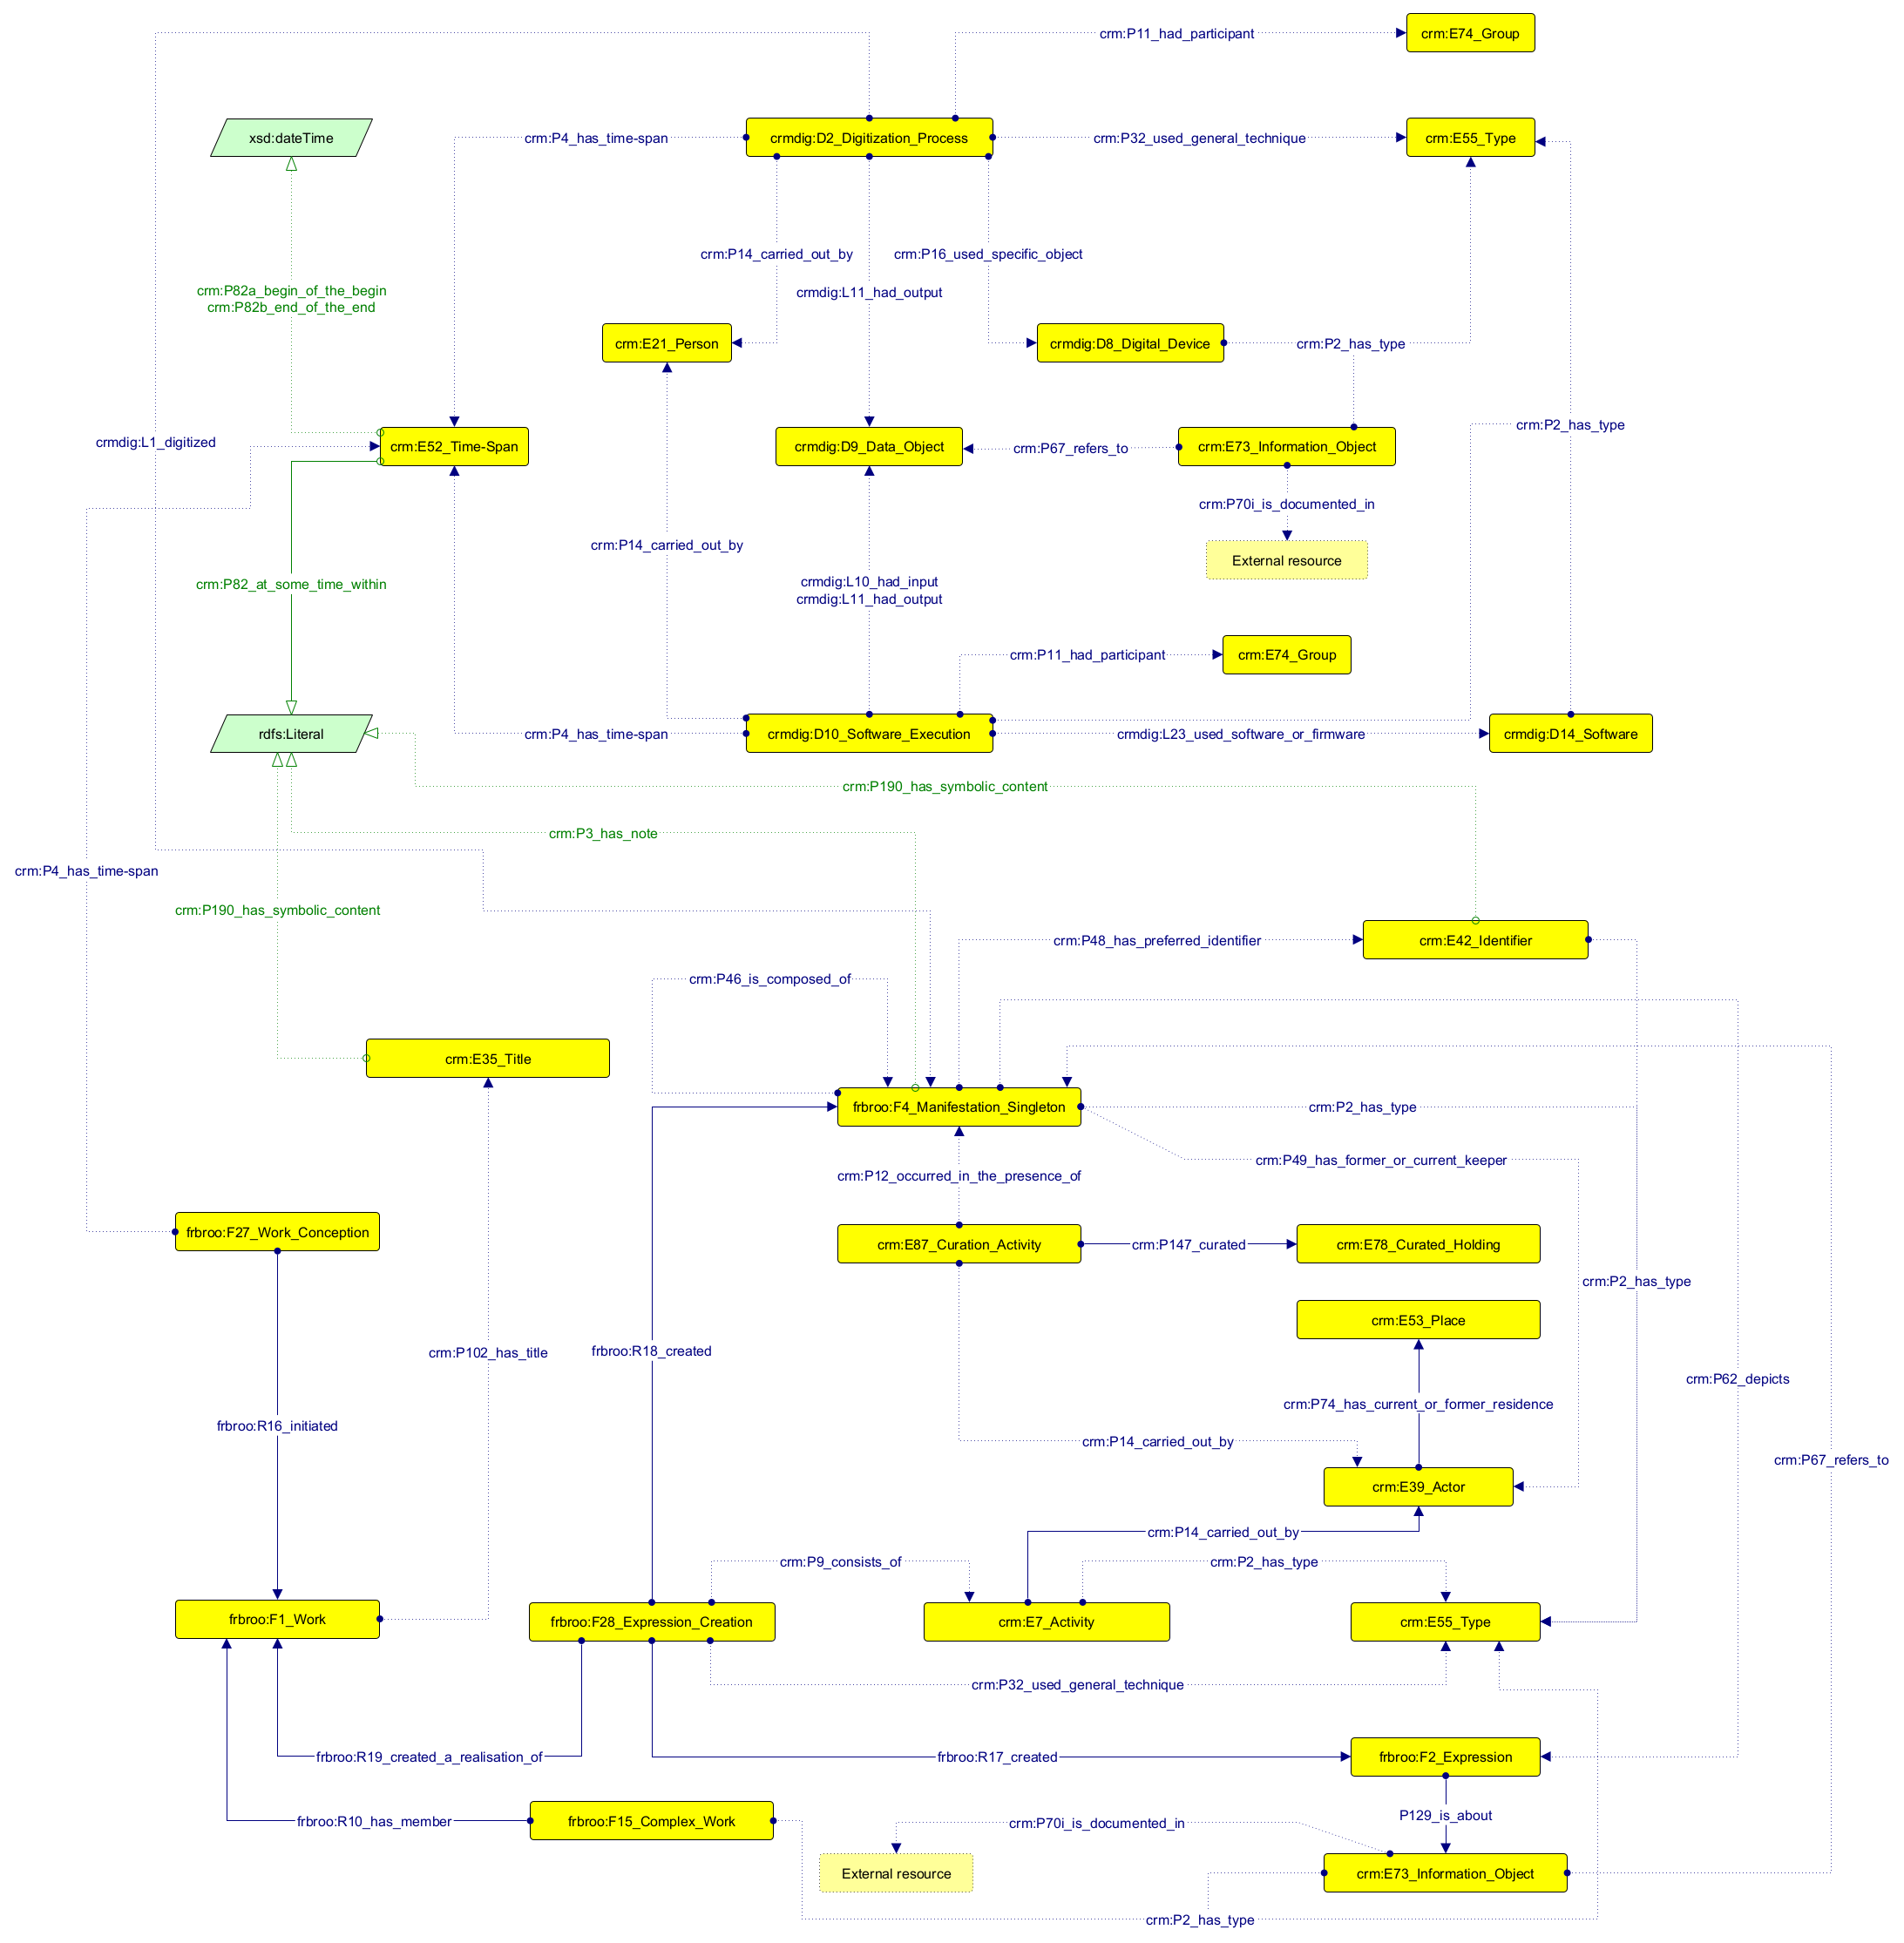 crm:P11_had_participant
crm:E74_Group
xsd:dateTime
crm:P4_has_time-span
crmdig:D2_Digitization_Process
crm:P32_used_general_technique
crm:E55_Type
crm:P14_carried_out_by
crm:P16_used_specific_object
crm:P82a_begin_of_the_begin
crm:P82b_end_of_the_end
crmdig:L11_had_output
crm:E21_Person
crmdig:D8_Digital_Device
crm:P2_has_type
crm:P2_has_type
crmdig:L1_digitized
crm:E52_Time-Span
crmdig:D9_Data_Object
crm:P67_refers_to
crm:E73_Information_Object
crm:P70i_is_documented_in
crm:P14_carried_out_by
External resource
crm:P82_at_some_time_within
crmdig:L10_had_input
crmdig:L11_had_output
crm:P11_had_participant
crm:E74_Group
rdfs:Literal
crm:P4_has_time-span
crmdig:D10_Software_Execution
crmdig:L23_used_software_or_firmware
crmdig:D14_Software
crm:P190_has_symbolic_content
crm:P3_has_note
crm:P4_has_time-span
crm:P190_has_symbolic_content
crm:P48_has_preferred_identifier
crm:E42_Identifier
crm:P46_is_composed_of
crm:E35_Title
frbroo:F4_Manifestation_Singleton
crm:P2_has_type
crm:P49_has_former_or_current_keeper
crm:P12_occurred_in_the_presence_of
frbroo:F27_Work_Conception
crm:E87_Curation_Activity
crm:P147_curated
crm:E78_Curated_Holding
crm:P2_has_type
crm:E53_Place
crm:P102_has_title
frbroo:R18_created
crm:P62_depicts
crm:P74_has_current_or_former_residence
frbroo:R16_initiated
crm:P14_carried_out_by
crm:P67_refers_to
crm:E39_Actor
crm:P14_carried_out_by
crm:P9_consists_of
crm:P2_has_type
frbroo:F1_Work
frbroo:F28_Expression_Creation
crm:E7_Activity
crm:E55_Type
crm:P32_used_general_technique
frbroo:R19_created_a_realisation_of
frbroo:R17_created
frbroo:F2_Expression
P129_is_about
frbroo:R10_has_member
frbroo:F15_Complex_Work
crm:P70i_is_documented_in
External resource
crm:E73_Information_Object
crm:P2_has_type